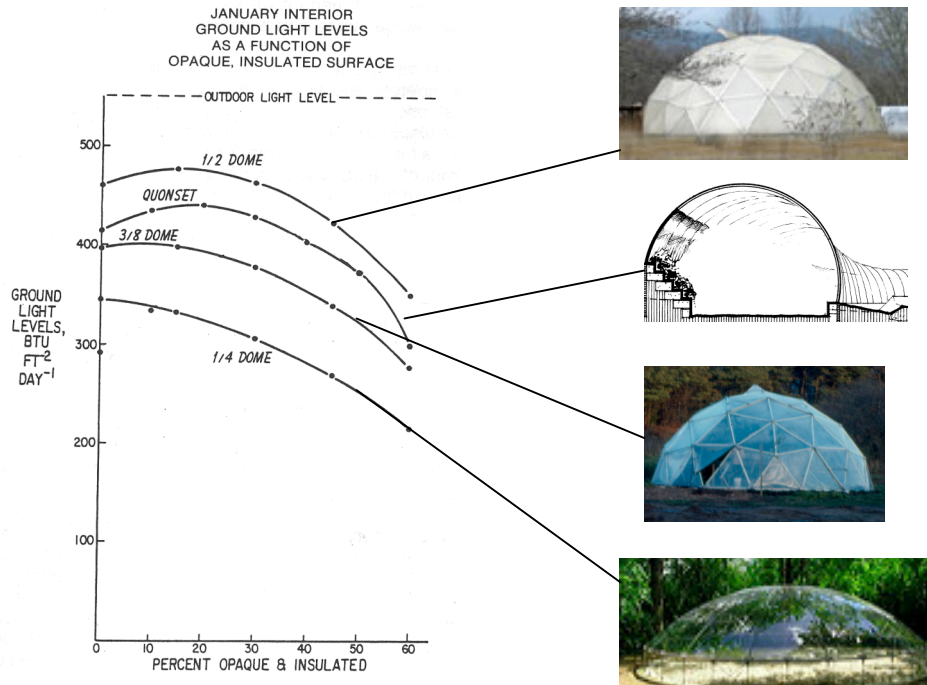 JANUARY INTERIOR
GROUND LIGHT LEVELS
AS A FUNCTION OF
OPAQUE, INSULATED SURFACE
OUTDOOR LIGHT LEVEL
500
1/2 DOME
QUONSET
400
3/8 DOME
GROUND
LIGHT
LEVELS,
BTU
FT⁻²
DAY⁻¹
300
1/4 DOME
200
100
0 10 20 30 40 50 60
PERCENT OPAQUE & INSULATED